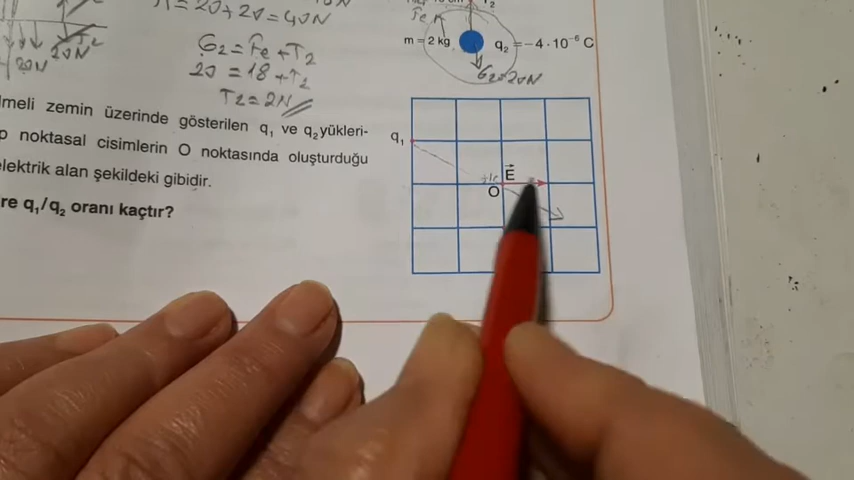 = 20+20=40N
20N
G₂=Fe+T₂
20=18+T₂
T₂=2N
Fe
m = 2 kg
q₂ = −4·10⁻⁶ C
G₂=20N
lmeli zemin üzerinde gösterilen q₁ ve q₂ yükleri-
p noktasal cisimlerin O noktasında oluşturduğu
elektrik alan şekildeki gibidir.
re q₁/q₂ oranı kaçtır?
q₁
E
O